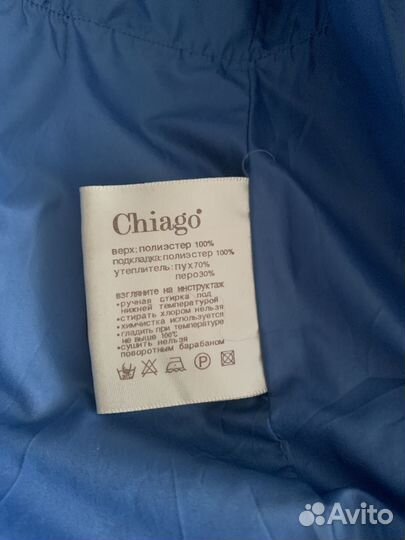 Chiago
верх: полиэстер 100%
подкладка: полиэстер 100%
утеплитель: пух70%
перо30%
взгляните на инструктаж
•ручная стирка под
нижней температурой
•стирать хлором нельзя
•химчистка используется
•гладить при температуре
не выше 100℃
•сушить нельзя
поворотным барабаном
P
Avito